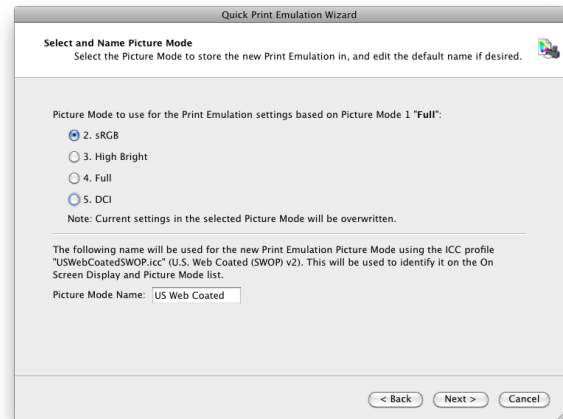 Quick Print Emulation Wizard
Select and Name Picture Mode
Select the Picture Mode to store the new Print Emulation in, and edit the default name if desired.
Picture Mode to use for the Print Emulation settings based on Picture Mode 1 "Full":
2. sRGB
3. High Bright
4. Full
5. DCI
Note: Current settings in the selected Picture Mode will be overwritten.
The following name will be used for the new Print Emulation Picture Mode using the ICC profile
"USWebCoatedSWOP.icc" (U.S. Web Coated (SWOP) v2). This will be used to identify it on the On
Screen Display and Picture Mode list.
Picture Mode Name: US Web Coated
< Back Next > Cancel